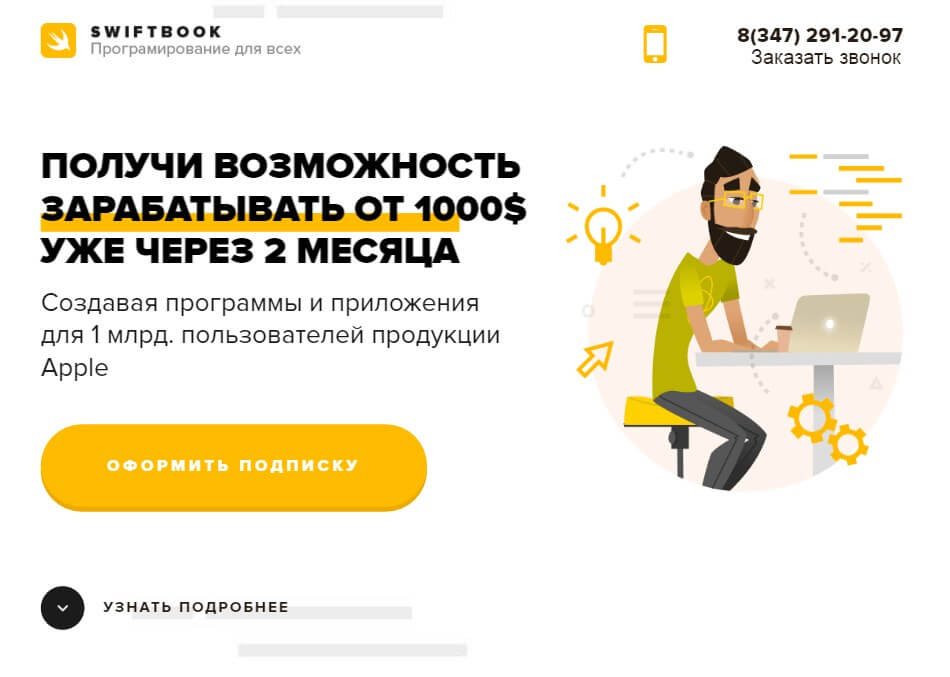 SWIFTBOOK
Програмирование для всех
8(347) 291-20-97
Заказать звонок
ПОЛУЧИ ВОЗМОЖНОСТЬ
ЗАРАБАТЫВАТЬ ОТ 1000$
УЖЕ ЧЕРЕЗ 2 МЕСЯЦА
Создавая программы и приложения
для 1 млрд. пользователей продукции
Apple
ОФОРМИТЬ ПОДПИСКУ
УЗНАТЬ ПОДРОБНЕЕ